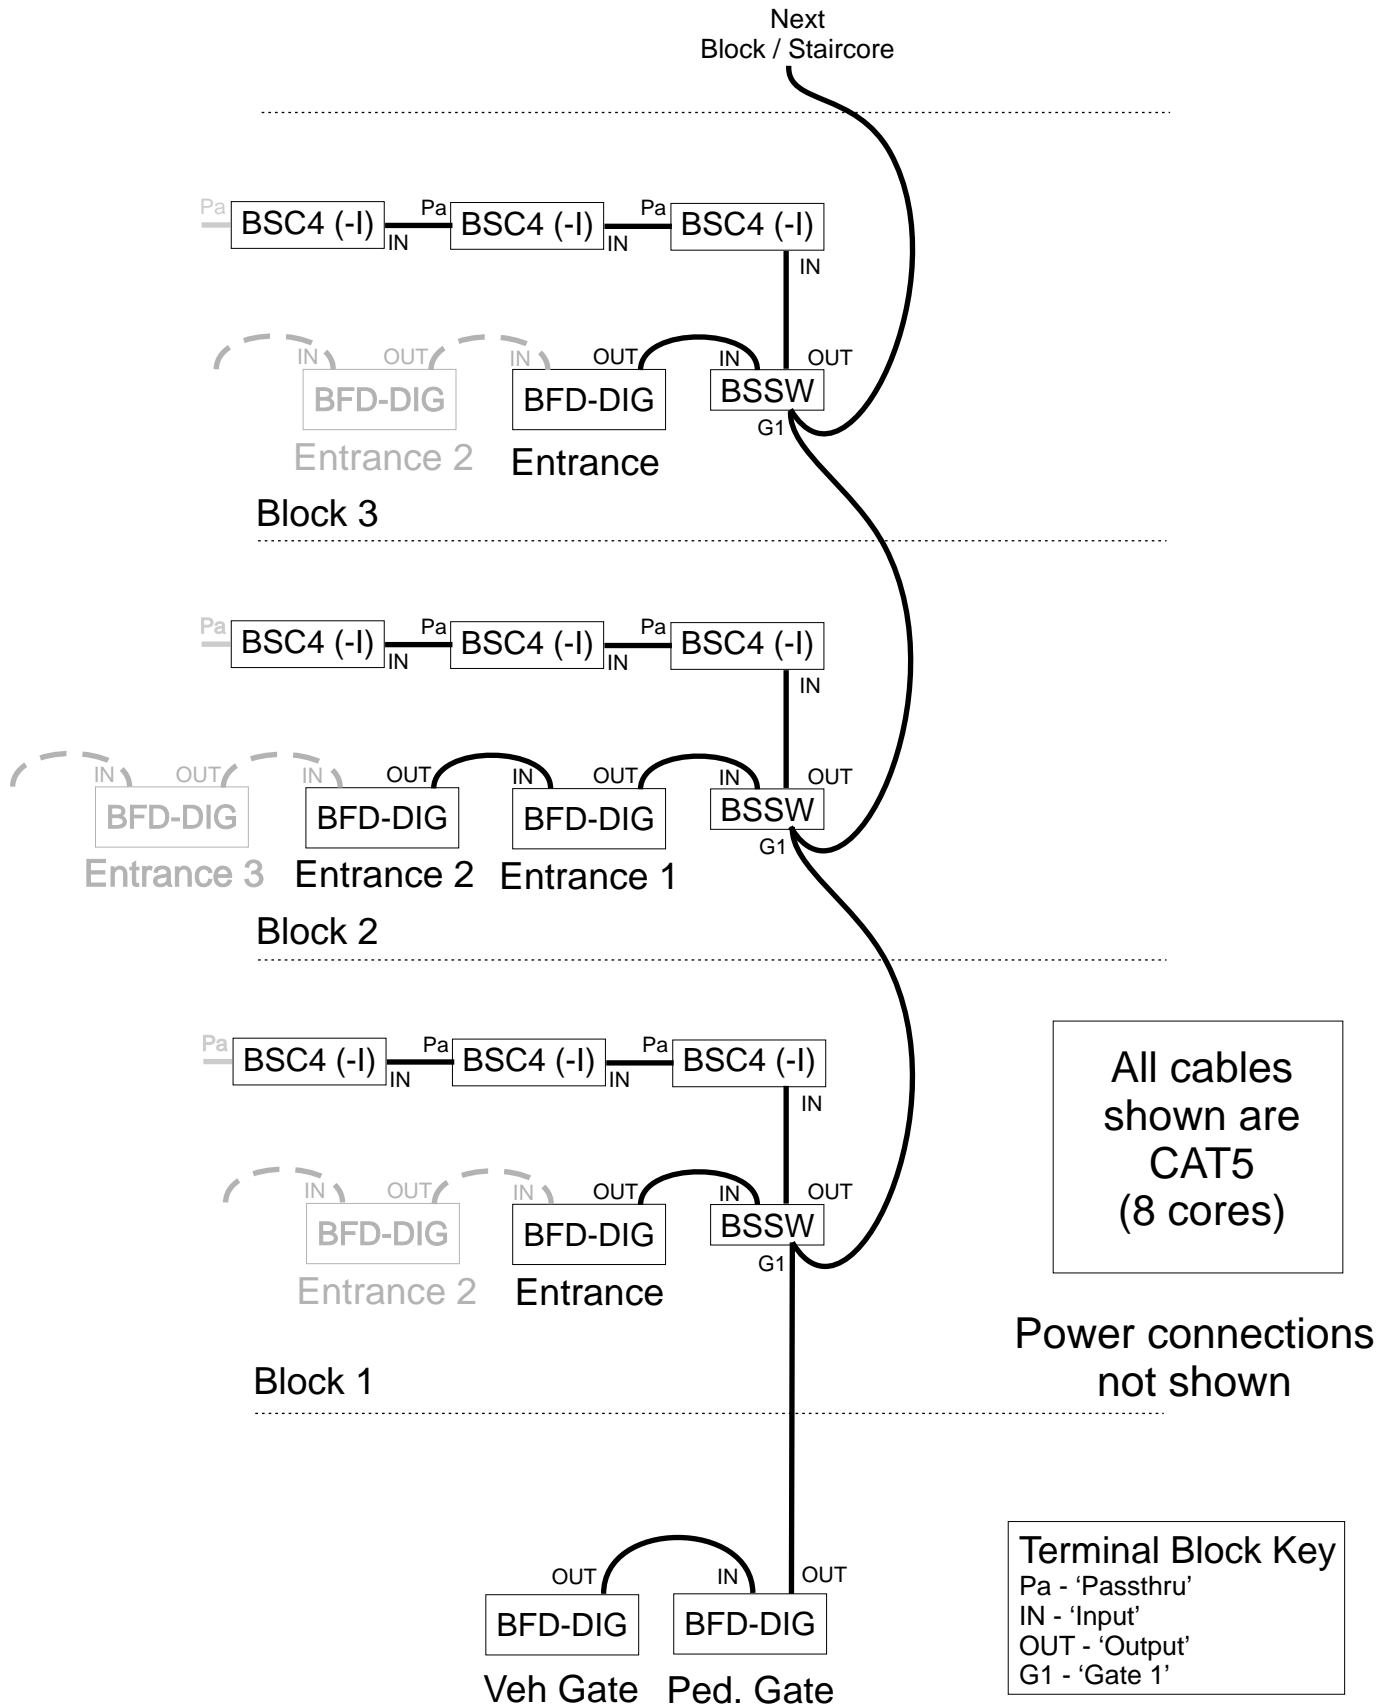 Next
Block / Staircore
Pa BSC4 (-I) IN Pa BSC4 (-I) IN Pa BSC4 (-I)
IN
IN OUT IN OUT IN OUT
BFD-DIG BFD-DIG BSSW
G1
Entrance 2 Entrance
Block 3
Pa BSC4 (-I) IN Pa BSC4 (-I) IN Pa BSC4 (-I)
IN
IN OUT IN OUT IN OUT IN OUT
BFD-DIG BFD-DIG BFD-DIG BSSW
G1
Entrance 3 Entrance 2 Entrance 1
Block 2
Pa BSC4 (-I) IN Pa BSC4 (-I) IN Pa BSC4 (-I)
IN
IN OUT IN OUT IN OUT
BFD-DIG BFD-DIG BSSW
G1
Entrance 2 Entrance
Block 1
All cables
shown are
CAT5
(8 cores)
Power connections
not shown
OUT IN OUT
BFD-DIG BFD-DIG
Veh Gate Ped. Gate
Terminal Block Key
Pa - ‘Passthru’
IN - ‘Input’
OUT - ‘Output’
G1 - ‘Gate 1’